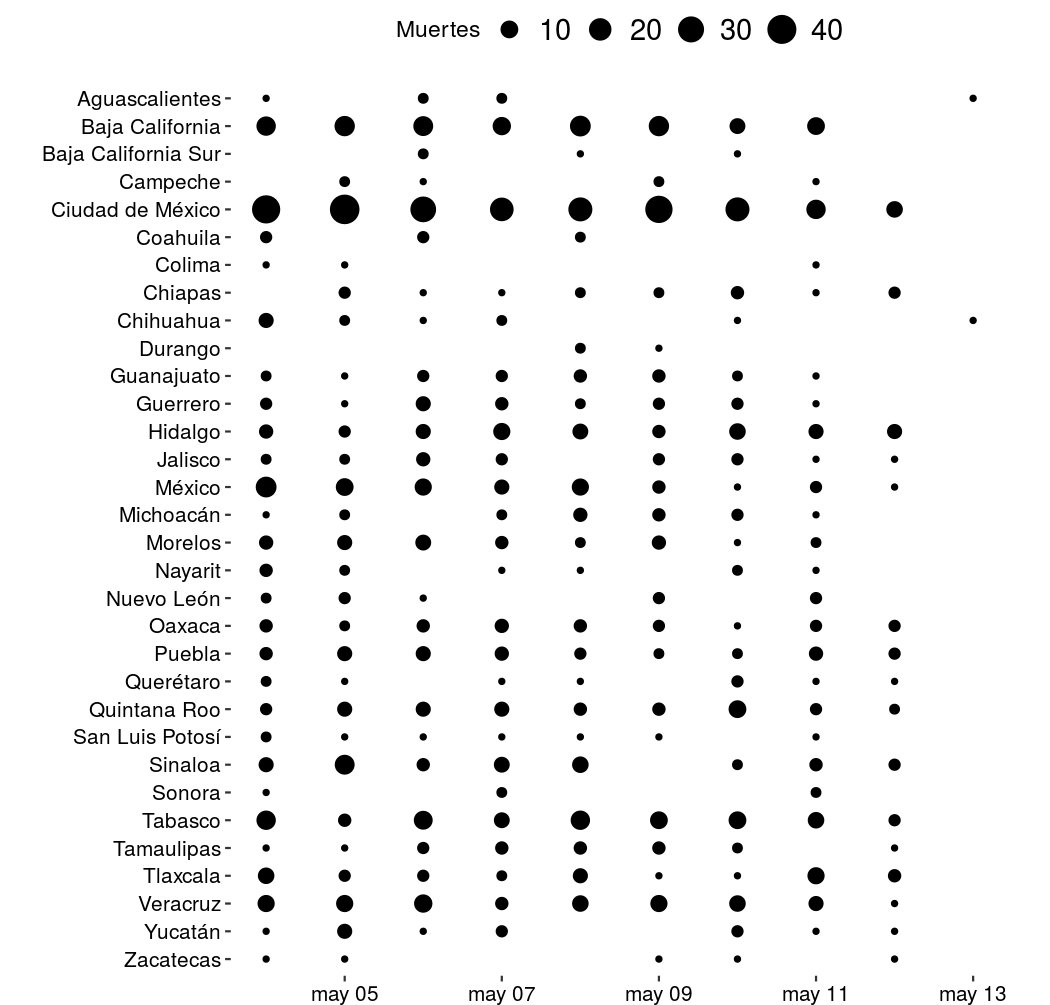 Muertes 10 20 30 40
Aguascalientes
Baja California
Baja California Sur
Campeche
Ciudad de México
Coahuila
Colima
Chiapas
Chihuahua
Durango
Guanajuato
Guerrero
Hidalgo
Jalisco
México
Michoacán
Morelos
Nayarit
Nuevo León
Oaxaca
Puebla
Querétaro
Quintana Roo
San Luis Potosí
Sinaloa
Sonora
Tabasco
Tamaulipas
Tlaxcala
Veracruz
Yucatán
Zacatecas
may 05 may 07 may 09 may 11 may 13